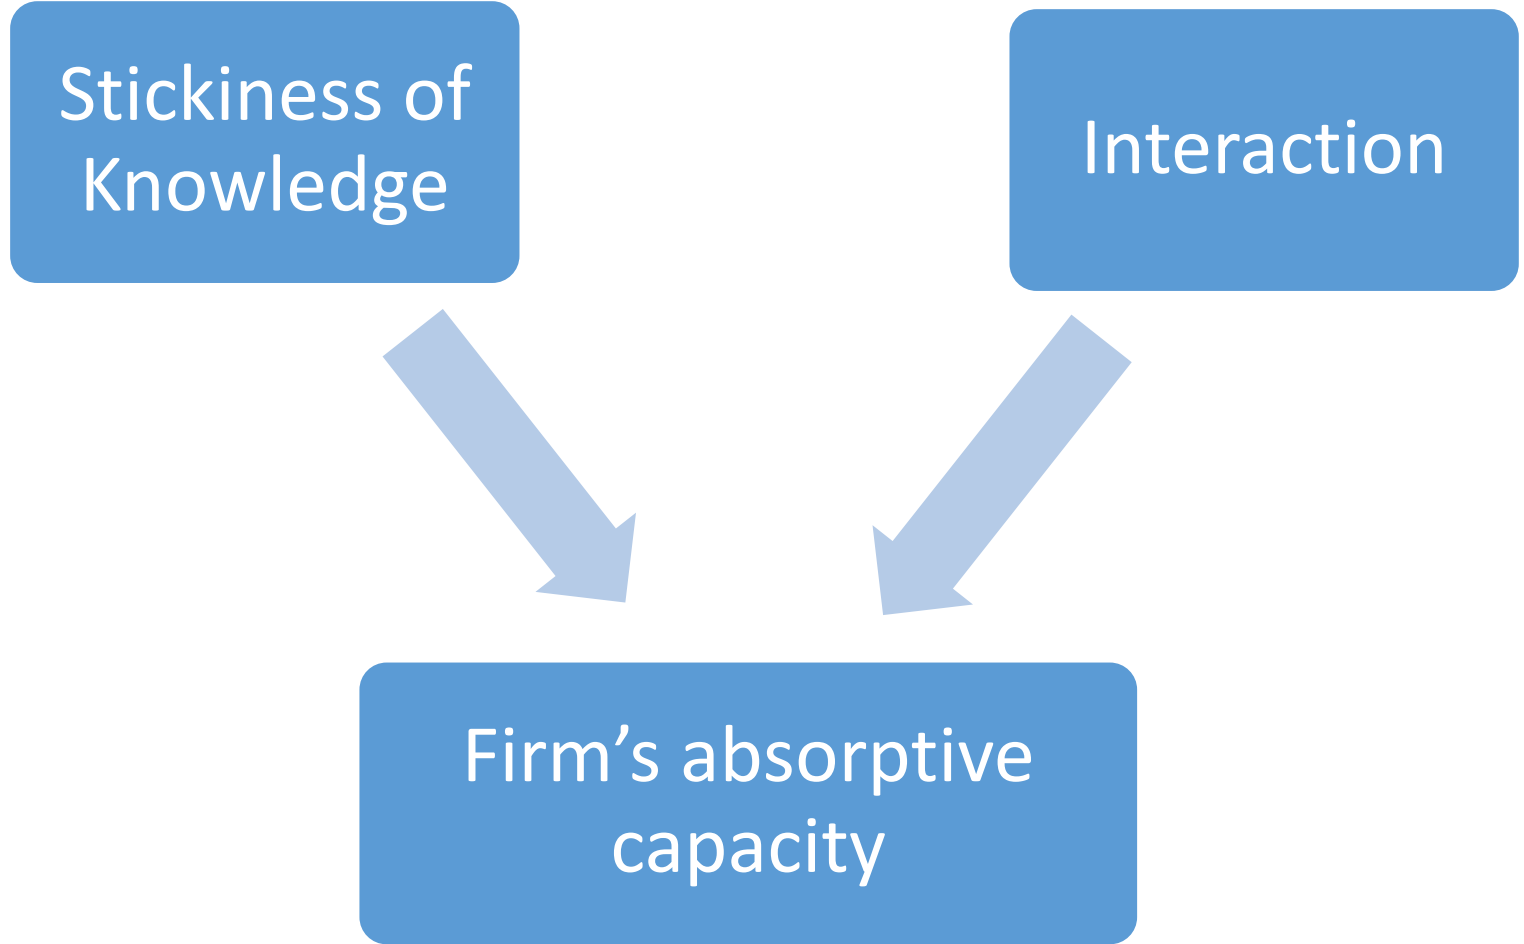 Stickiness of
Knowledge
Interaction
Firm’s absorptive
capacity